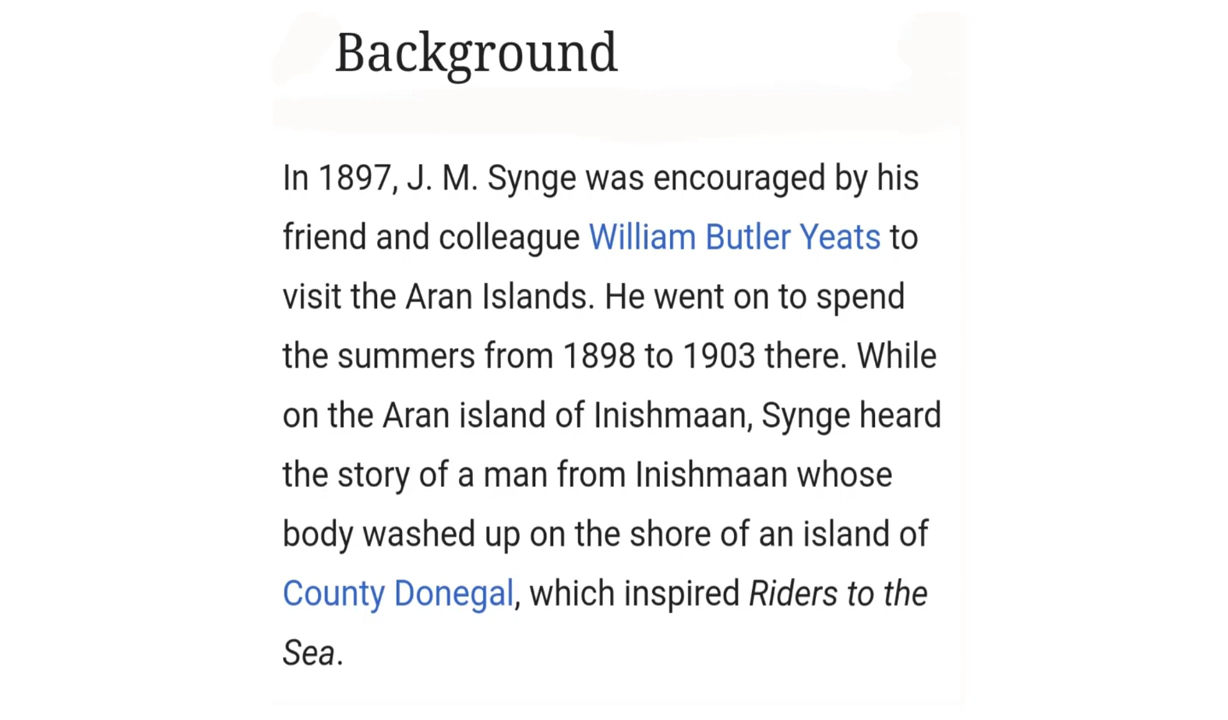 Background
In 1897, J. M. Synge was encouraged by his
friend and colleague William Butler Yeats to
visit the Aran Islands. He went on to spend
the summers from 1898 to 1903 there. While
on the Aran island of Inishmaan, Synge heard
the story of a man from Inishmaan whose
body washed up on the shore of an island of
County Donegal, which inspired Riders to the
Sea.